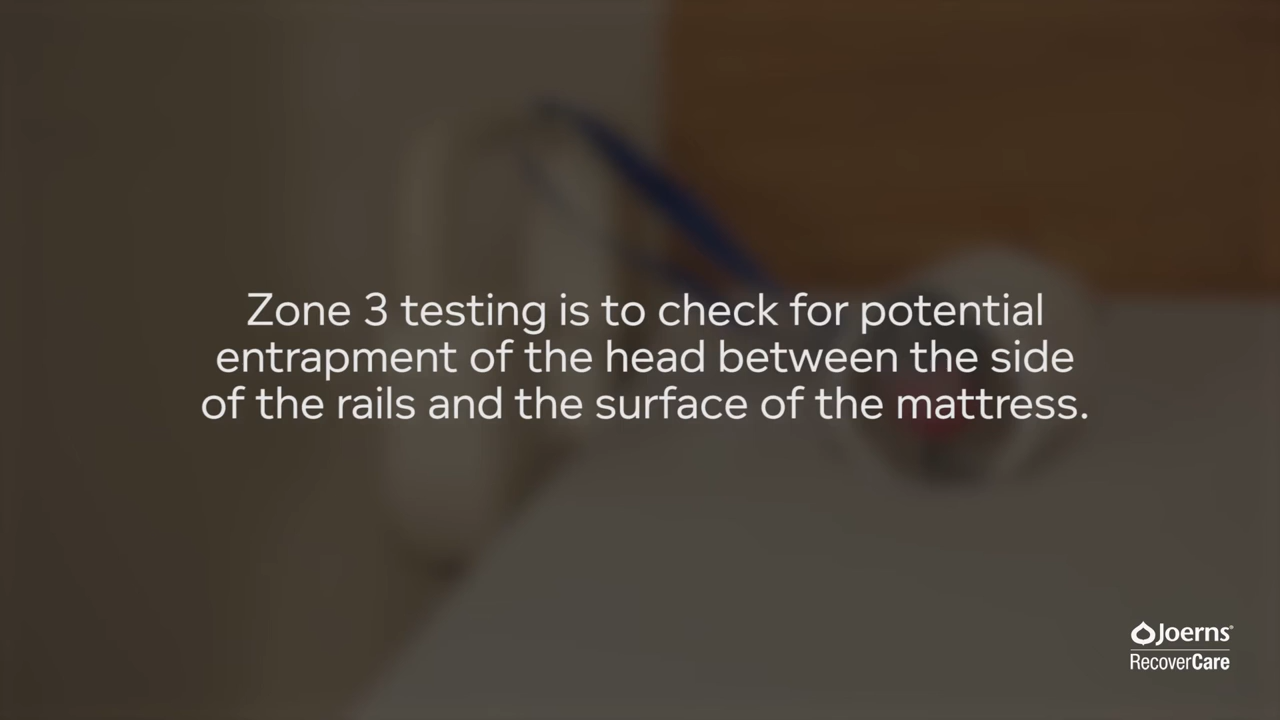 Zone 3 testing is to check for potential
entrapment of the head between the side
of the rails and the surface of the mattress.
Joerns®
RecoverCare